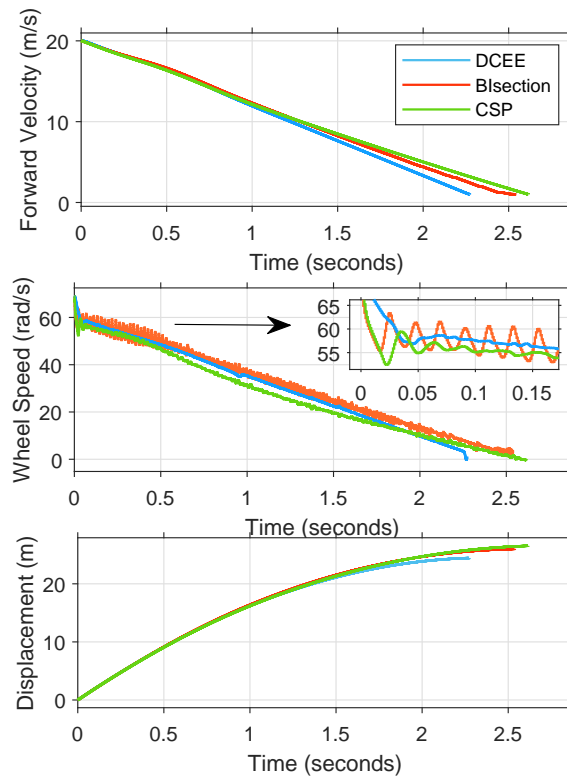 Forward Velocity (m/s)
20
10
0
DCEE
BIsection
CSP
0 0.5 1 1.5 2 2.5
Time (seconds)
Wheel Speed (rad/s)
60
40
20
0
65
60
55
0 0.05 0.1 0.15
0 0.5 1 1.5 2 2.5
Time (seconds)
Displacement (m)
20
10
0
0 0.5 1 1.5 2 2.5
Time (seconds)